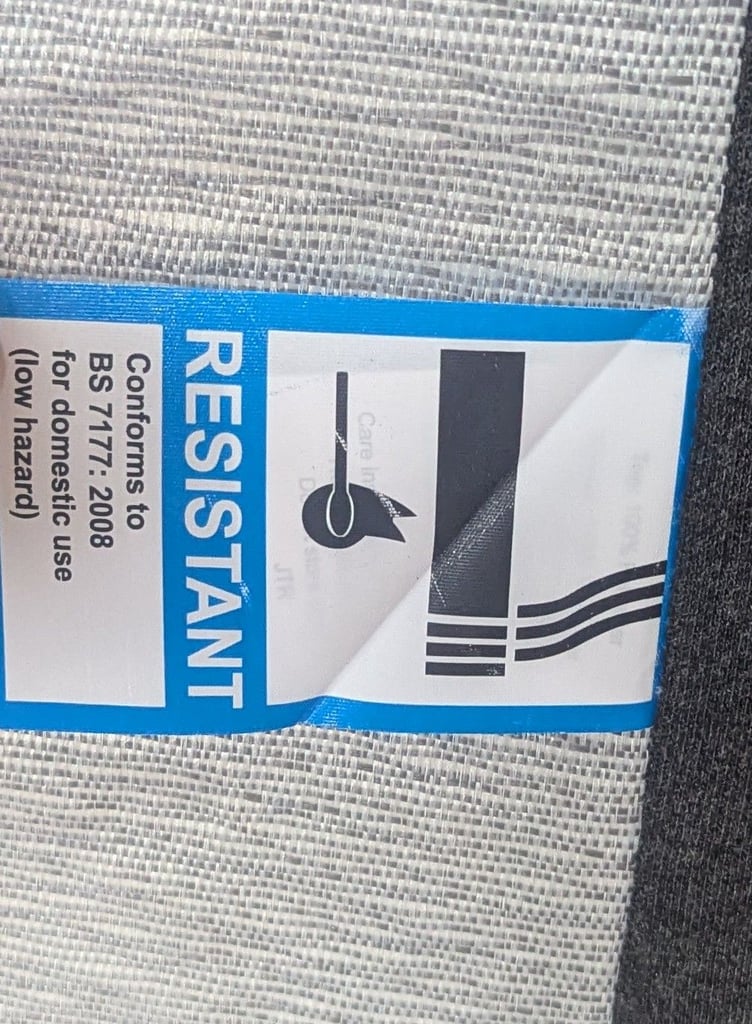 RESISTANT
Conforms to
BS 7177: 2008
for domestic use
(low hazard)